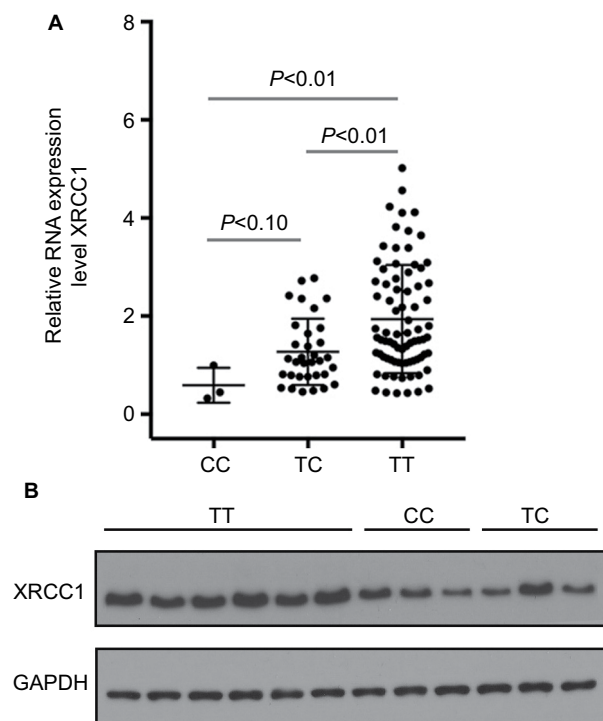 A
8
P<0.01
6
P<0.01
Relative RNA expression
level XRCC1
4
P<0.10
2
0
CC TC TT
B
TT CC TC
XRCC1
GAPDH